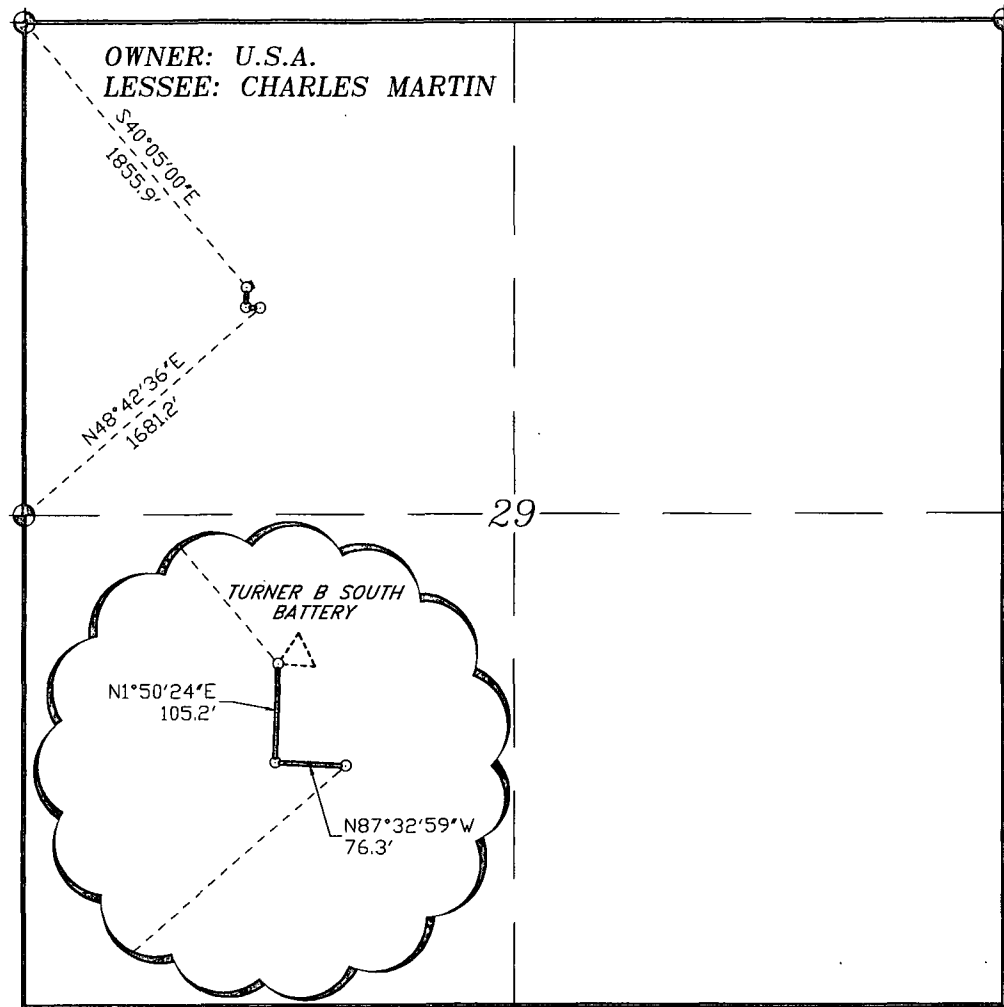 OWNER: U.S.A.
LESSEE: CHARLES MARTIN
S40°05'00"E
1855.9'
N48°42'36"E
1681.2'
29
TURNER B SOUTH
BATTERY
N1°50'24"E
105.2'
N87°32'59"W
76.3'